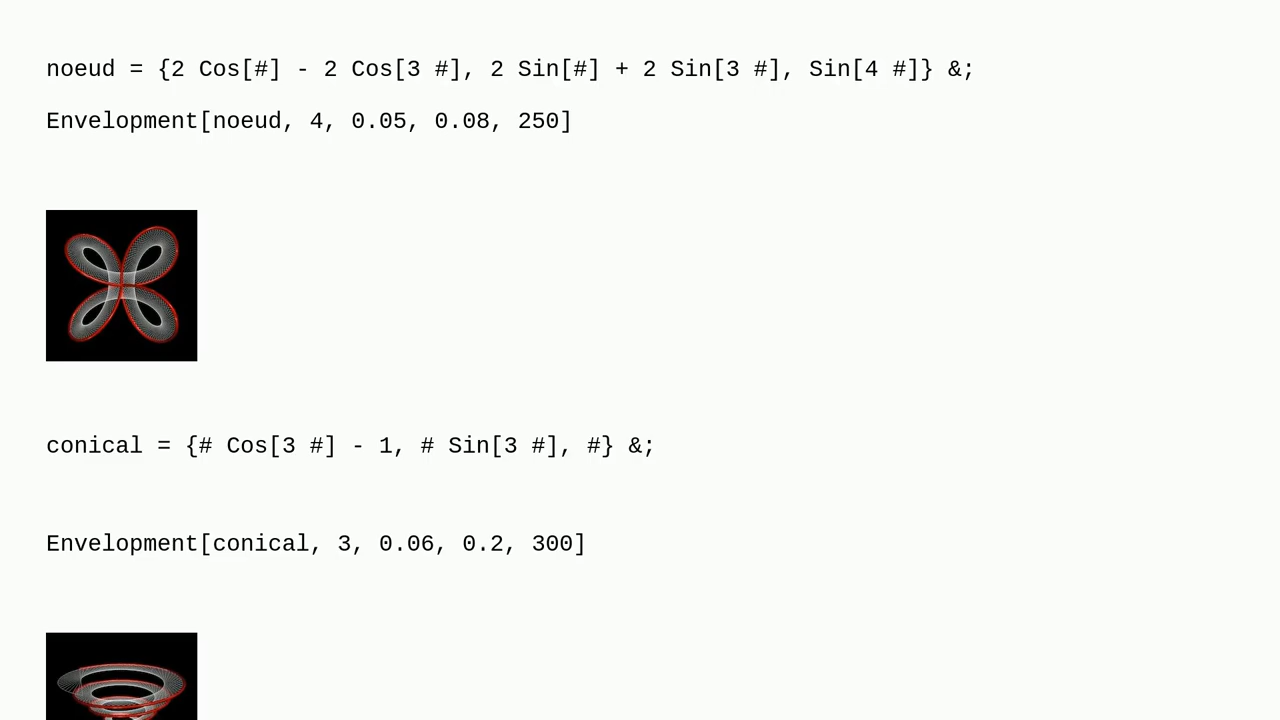 noeud = {2 Cos[#] - 2 Cos[3 #], 2 Sin[#] + 2 Sin[3 #], Sin[4 #]} &;
Envelopment[noeud, 4, 0.05, 0.08, 250]
conical = {# Cos[3 #] - 1, # Sin[3 #], #} &;
Envelopment[conical, 3, 0.06, 0.2, 300]